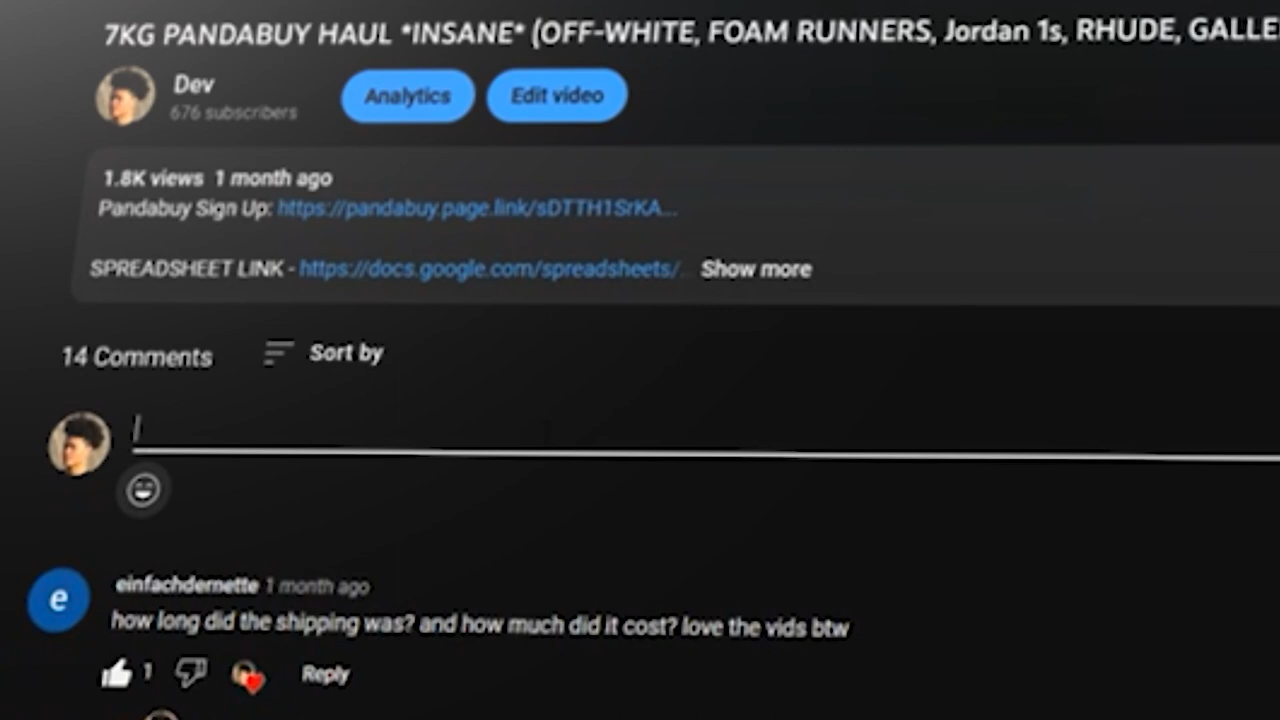 7KG PANDABUY HAUL *INSANE* (OFF-WHITE, FOAM RUNNERS, Jordan 1s, RHUDE, GALLE
Dev
676 subscribers
Analytics
Edit video
1.8K views 1 month ago
Pandabuy Sign Up: https://pandabuy.page.link/sDTTH1SrKA...
SPREADSHEET LINK - https://docs.google.com/spreadsheets/... Show more
14 Comments
Sort by
e
einfachdernette 1 month ago
how long did the shipping was? and how much did it cost? love the vids btw
1
Reply